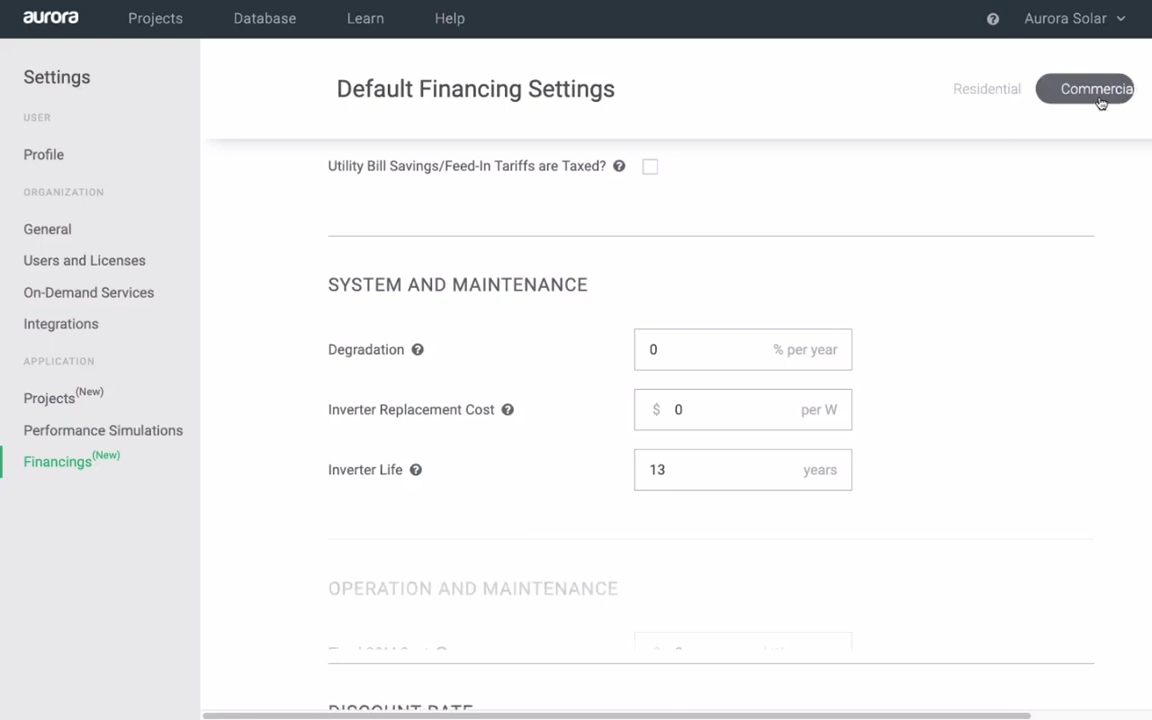 aurora Projects Database Learn Help Aurora Solar
Settings
USER
Profile
ORGANIZATION
General
Users and Licenses
On-Demand Services
Integrations
APPLICATION
Projects (New)
Performance Simulations
Financings (New)
Default Financing Settings
Residential Commercia
Utility Bill Savings/Feed-In Tariffs are Taxed?
SYSTEM AND MAINTENANCE
Degradation 0 % per year
Inverter Replacement Cost $ 0 per W
Inverter Life 13 years
OPERATION AND MAINTENANCE
DISCOUNT RATE